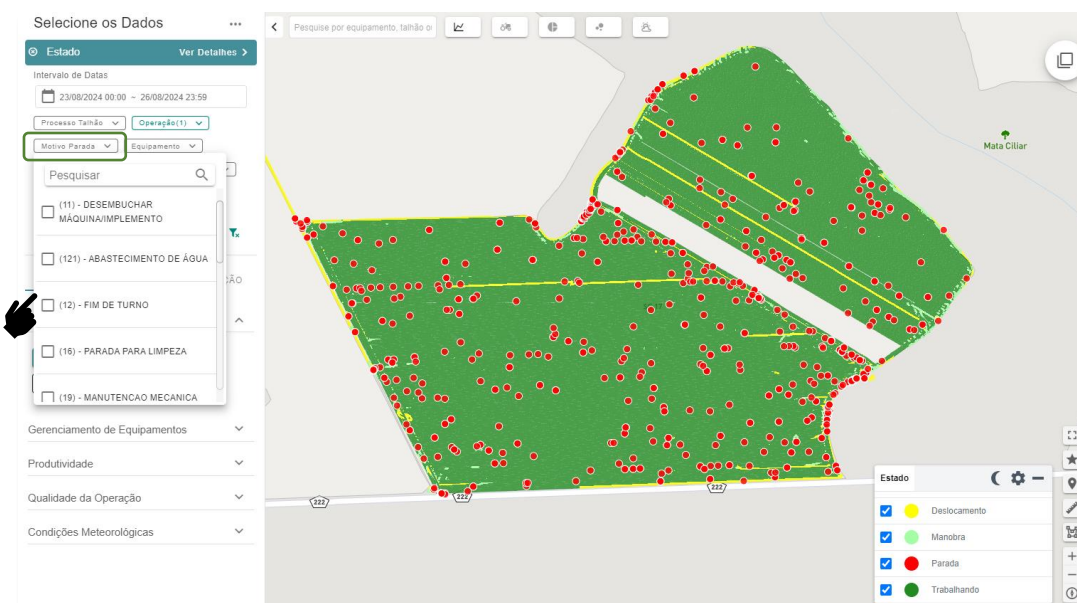 Selecione os Dados
Estado
Ver Detalhes >
Intervalo de Datas
23/08/2024 00:00 ~ 26/08/2024 23:59
Processo Talhão
Operação(1)
Motivo Parada
Equipamento
Pesquisar
(11) - DESEMBUCHAR
MÁQUINA/IMPLEMENTO
(121) - ABASTECIMENTO DE ÁGUA
(12) - FIM DE TURNO
(16) - PARADA PARA LIMPEZA
(19) - MANUTENCAO MECANICA
ÇÃO
Gerenciamento de Equipamentos
Produtividade
Qualidade da Operação
Condições Meteorológicas
Pesquise por equipamento, talhão o
Mata Ciliar
222
222
222
Estado
Deslocamento
Manobra
Parada
Trabalhando